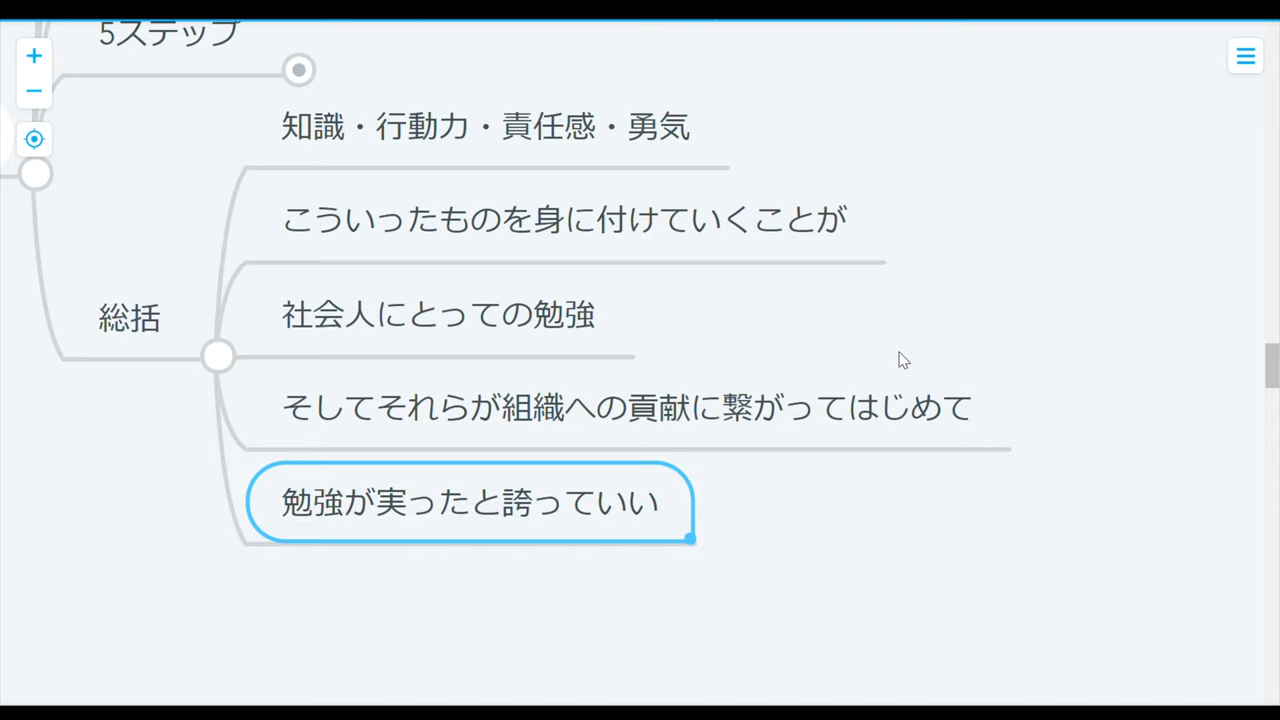 5ステップ
知識・行動力・責任感・勇気
こういったものを身に付けていくことが
総括
社会人にとっての勉強
そしてそれらが組織への貢献に繋がってはじめて
勉強が実ったと誇っていい